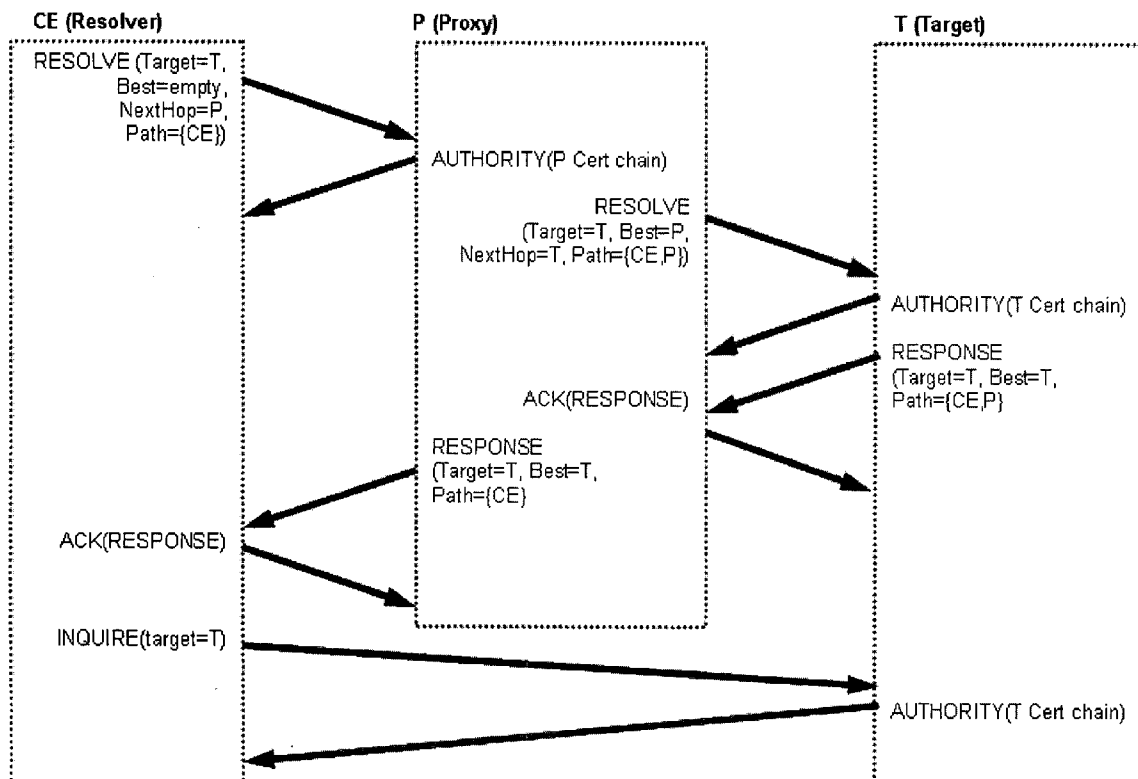 CE (Resolver)
P (Proxy)
T (Target)
RESOLVE (Target=T,
Best=empty,
NextHop=P,
Path={CE})
AUTHORITY(P Cert chain)
RESOLVE
(Target=T, Best=P,
NextHop=T, Path={CE,P})
AUTHORITY(T Cert chain)
RESPONSE
(Target=T, Best=T,
Path={CE,P}
ACK(RESPONSE)
RESPONSE
(Target=T, Best=T,
Path={CE}
ACK(RESPONSE)
INQUIRE(target=T)
AUTHORITY(T Cert chain)